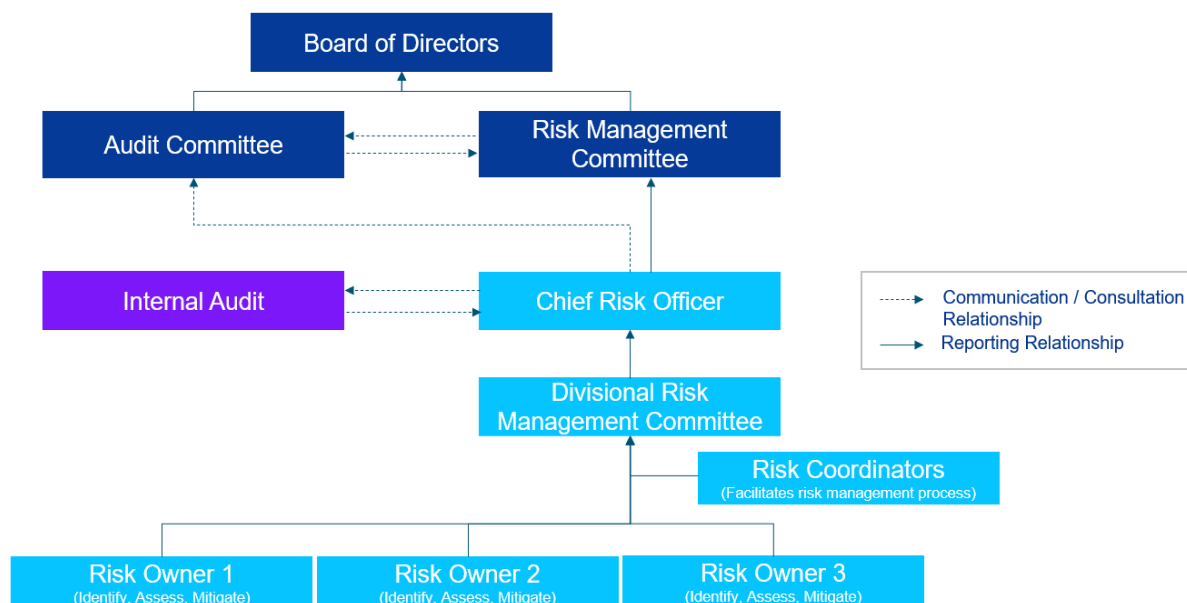 Board of Directors
Audit Committee
Risk Management
Committee
Internal Audit
Chief Risk Officer
Communication / Consultation
Relationship
Reporting Relationship
Divisional Risk
Management Committee
Risk Coordinators
(Facilitates risk management process)
Risk Owner 1
(Identify, Assess, Mitigate)
Risk Owner 2
(Identify, Assess, Mitigate)
Risk Owner 3
(Identify, Assess, Mitigate)